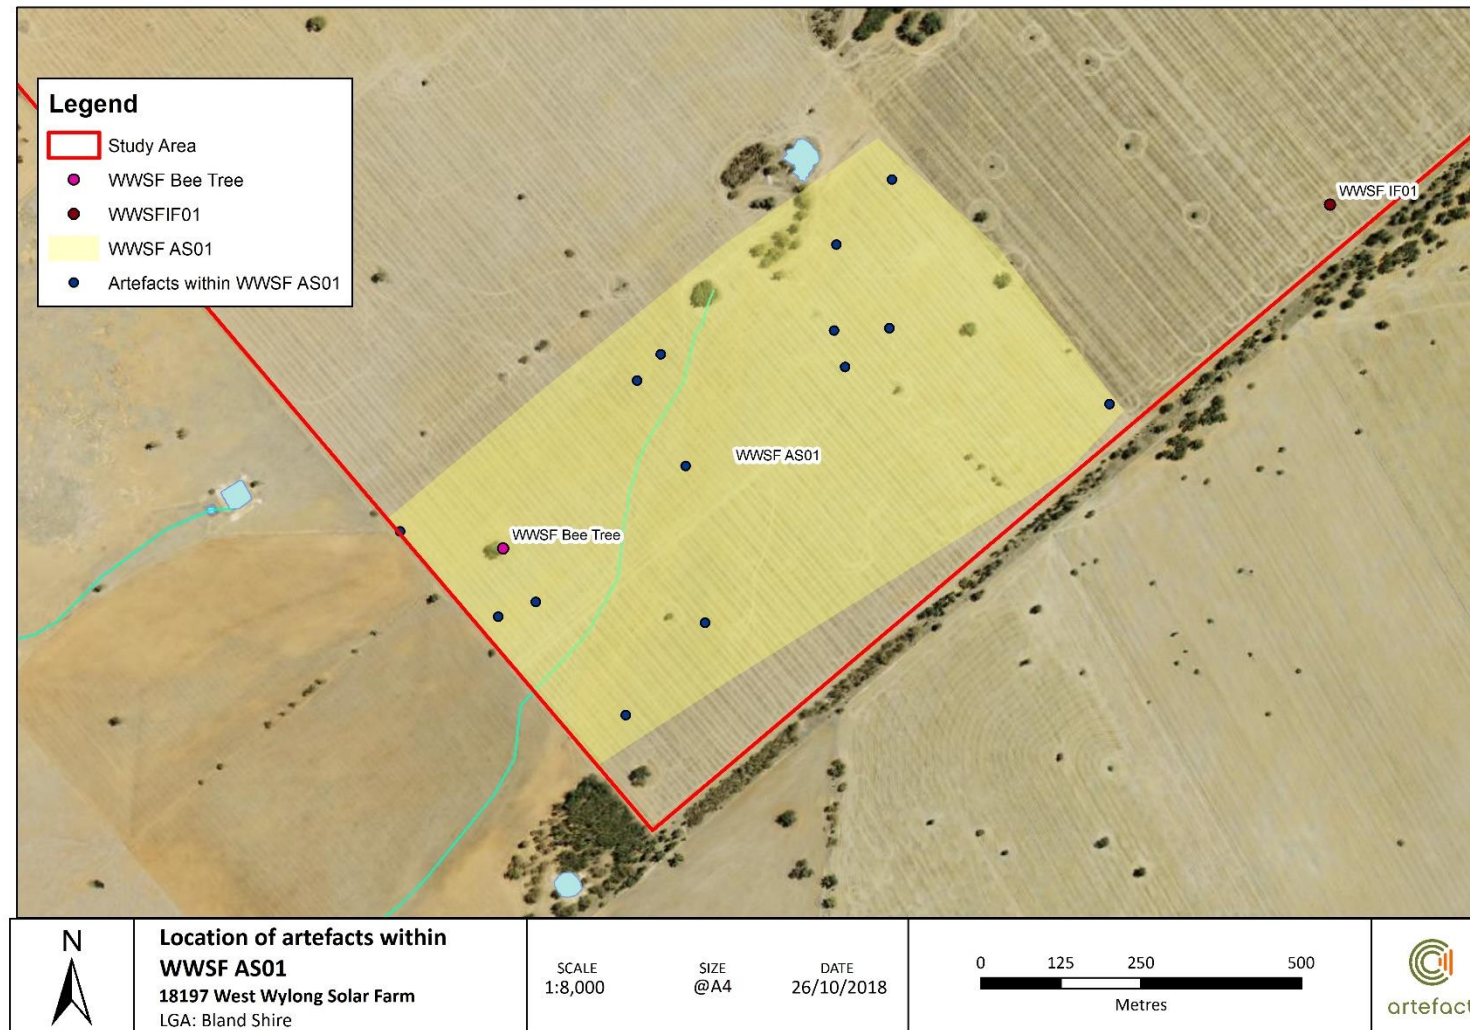 Legend
Study Area
WWSF Bee Tree
WWSFIF01
WWSF AS01
Artefacts within WWSF AS01
WWSF IF01
WWSF AS01
WWSF Bee Tree
N
Location of artefacts within
WWSF AS01
18197 West Wylong Solar Farm
LGA: Bland Shire
SCALE
1:8,000
SIZE
@A4
DATE
26/10/2018
0 125 250 500
Metres
artefact